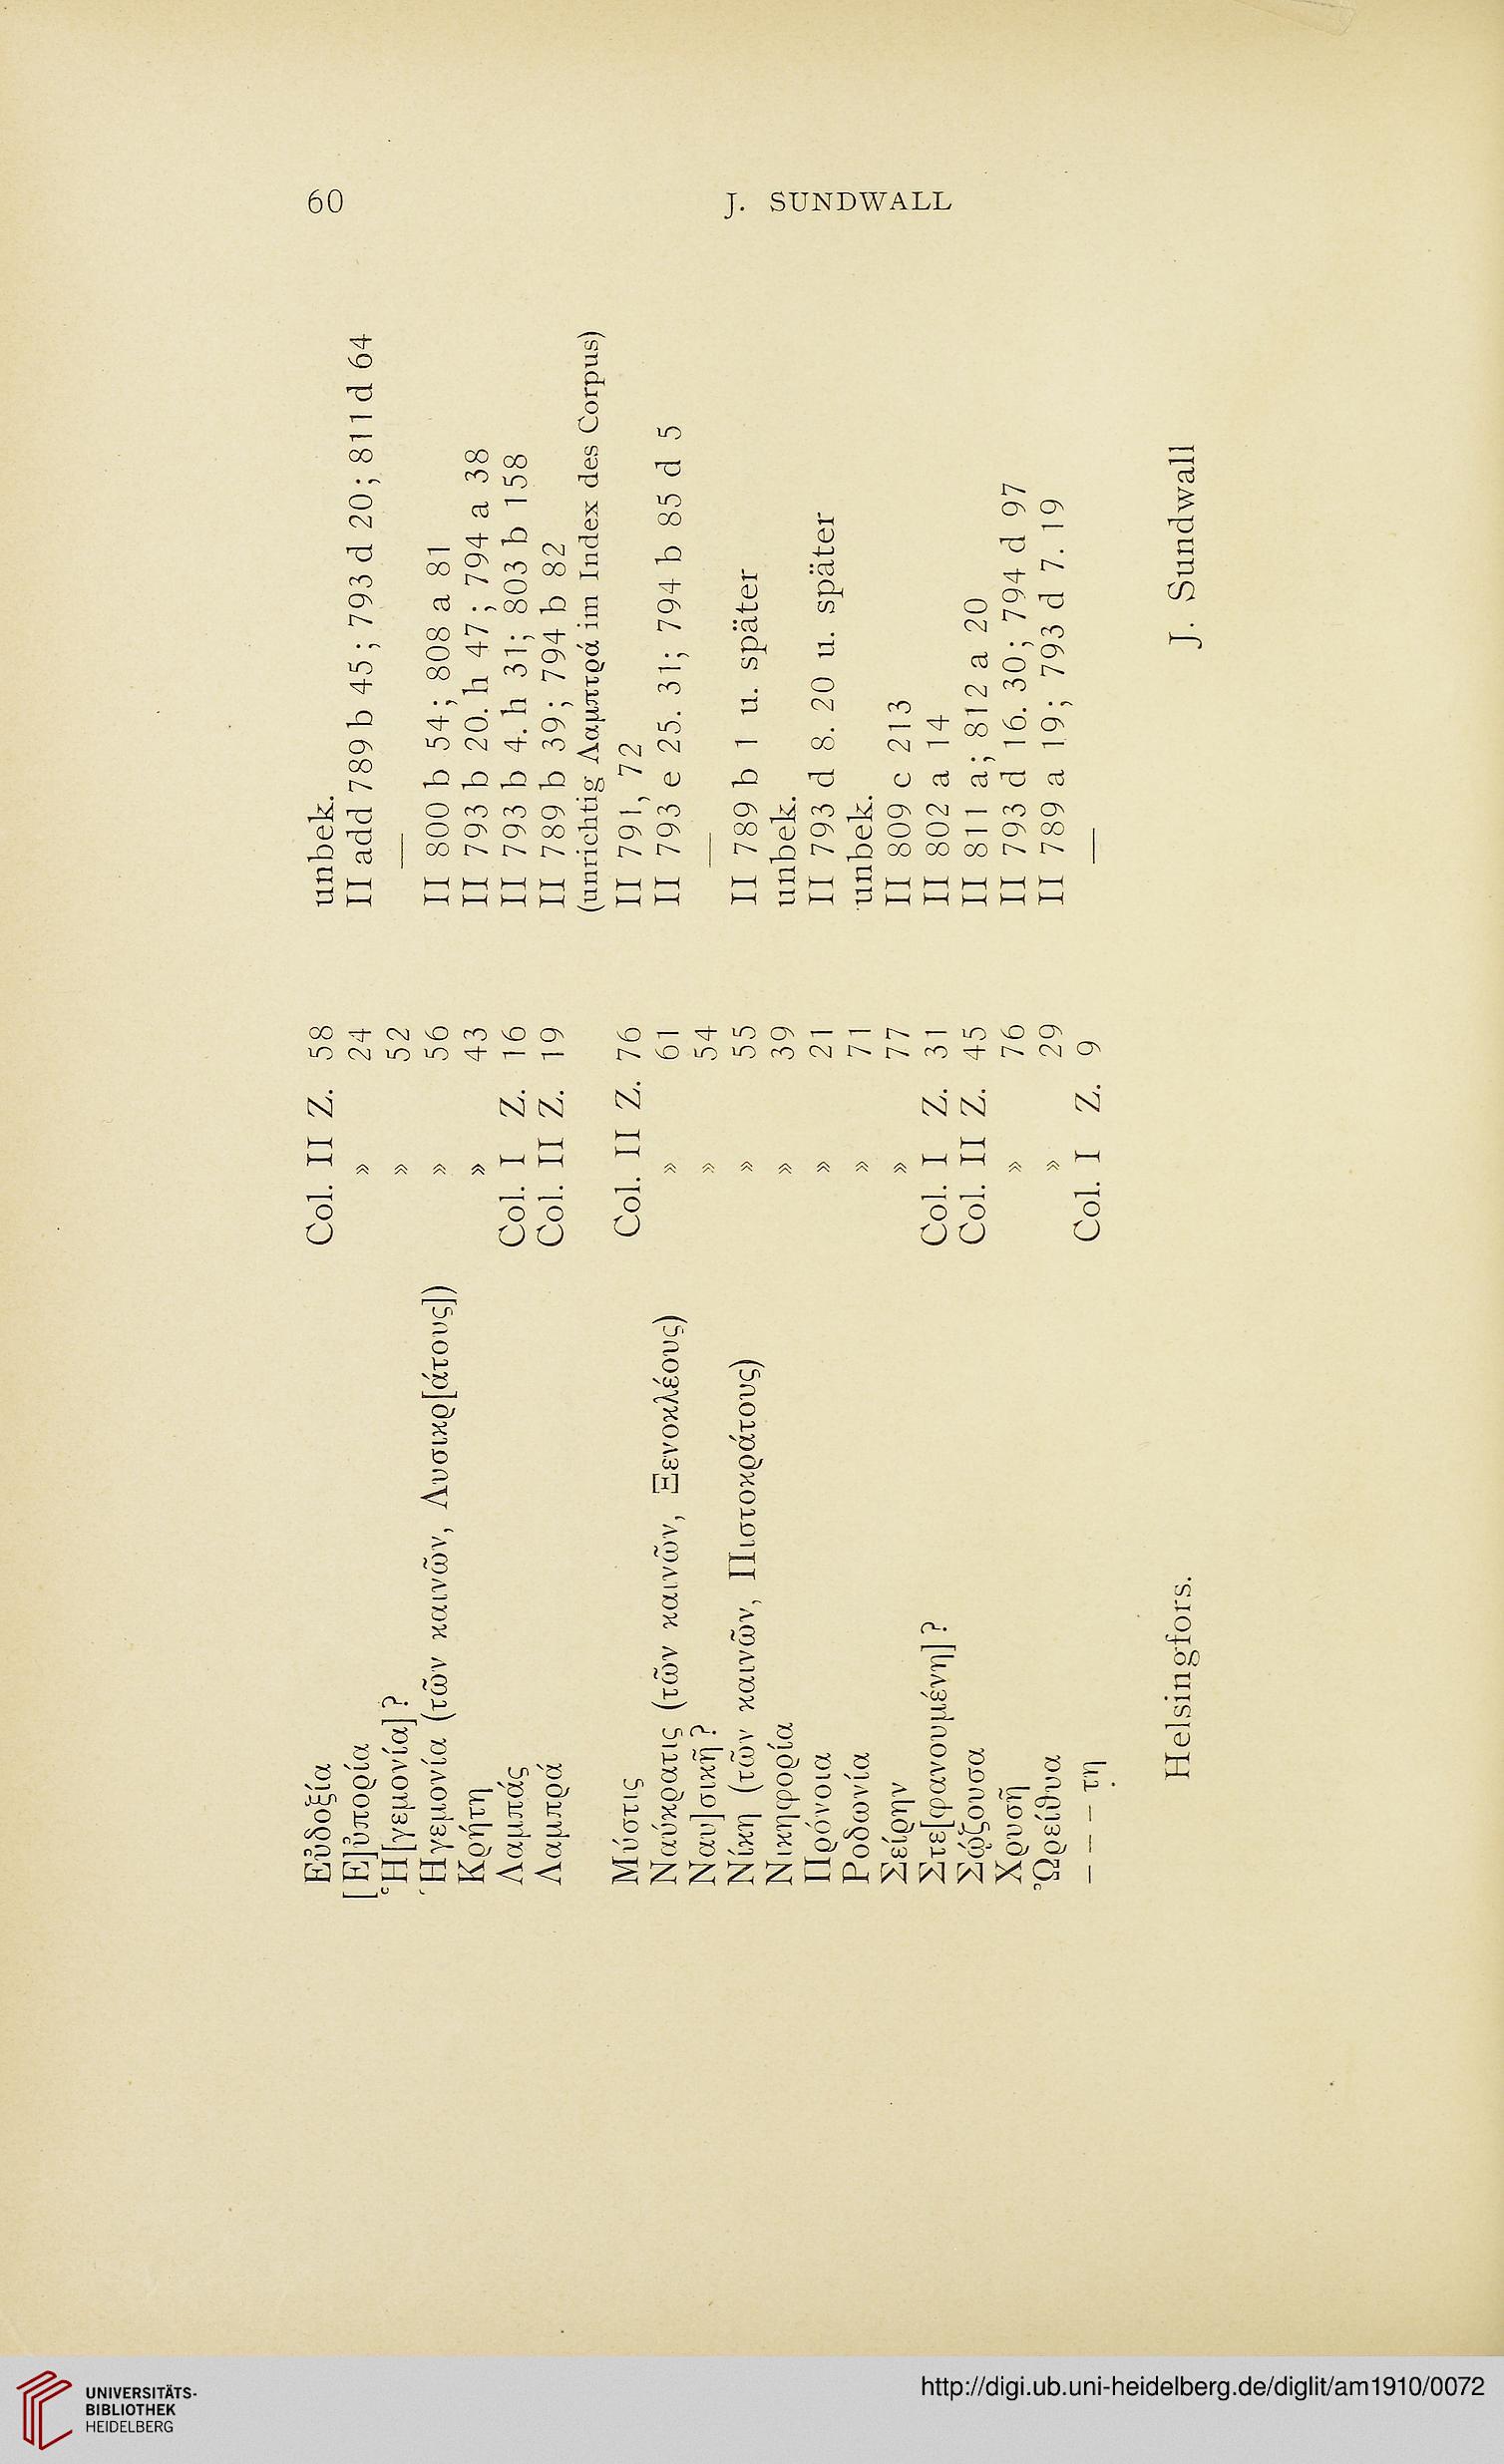 60 J. SUNDWALL
Εὐδοξία Col. II Z. 58 unbek.
[Ε]ὐπορία » 24 II add 789 b 45; 793 d 20; 811 d 64
Ἡ[γεμονία]? » 52 —
Ἡγεμονία (τῶν καινῶν, Λυσικρ[άτους]) » 56 II 800 b 54; 808 a 81
Κρήτη » 43 II 793 b 20. h 47; 794 a 38
Λαμπάς Col. I Z. 16 II 793 b 4. h 31; 803 b 158
Λαμπρά Col. II Z. 19 II 789 b 39; 794 b 82
(unrichtig Λαμπτρά im Index des Corpus)
Μύστις Col. II Z. 76 II 791, 72
Ναύκρατις (τῶν καινῶν, Ξενοκλέους) » 61 II 793 e 25. 31; 794 b 85 d 5
Ναυ]σικῆ? » 54 —
Νίκη (τῶν καινῶν, Πιστοκράτους) » 55 II 789 b 1 u. später
Νικηφορία » 39 unbek.
Πρόνοια » 21 II 793 d 8. 20 u. später
Ροδωνία » 71 unbek.
Σείρην » 77 II 809 c 213
Στε[φανουμένη]? Col. I Z. 31 II 802 a 14
Σῴζουσα Col. II Z. 45 II 811 a; 812 a 20
Χρυσῆ » 76 II 793 d 16. 30; 794 d 97
Ὠρείθυα » 29 II 789 a 19; 793 d 7. 19
– – – τη Col. I Z. 9 —
Helsingfors. J. Sundwall
UNIVERSITÄTS-
BIBLIOTHEK
HEIDELBERG
http://digi.ub.uni-heidelberg.de/diglit/am1910/0072